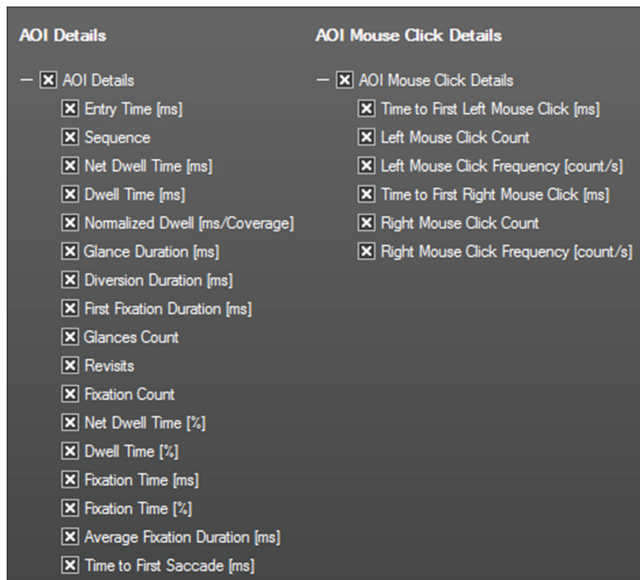 AOI Details
AOI Details
Entry Time [ms]
Sequence
Net Dwell Time [ms]
Dwell Time [ms]
Normalized Dwell [ms/Coverage]
Glance Duration [ms]
Diversion Duration [ms]
First Fixation Duration [ms]
Glances Count
Revisits
Fixation Count
Net Dwell Time [%]
Dwell Time [%]
Fixation Time [ms]
Fixation Time [%]
Average Fixation Duration [ms]
Time to First Saccade [ms]
AOI Mouse Click Details
AOI Mouse Click Details
Time to First Left Mouse Click [ms]
Left Mouse Click Count
Left Mouse Click Frequency [count/s]
Time to First Right Mouse Click [ms]
Right Mouse Click Count
Right Mouse Click Frequency [count/s]